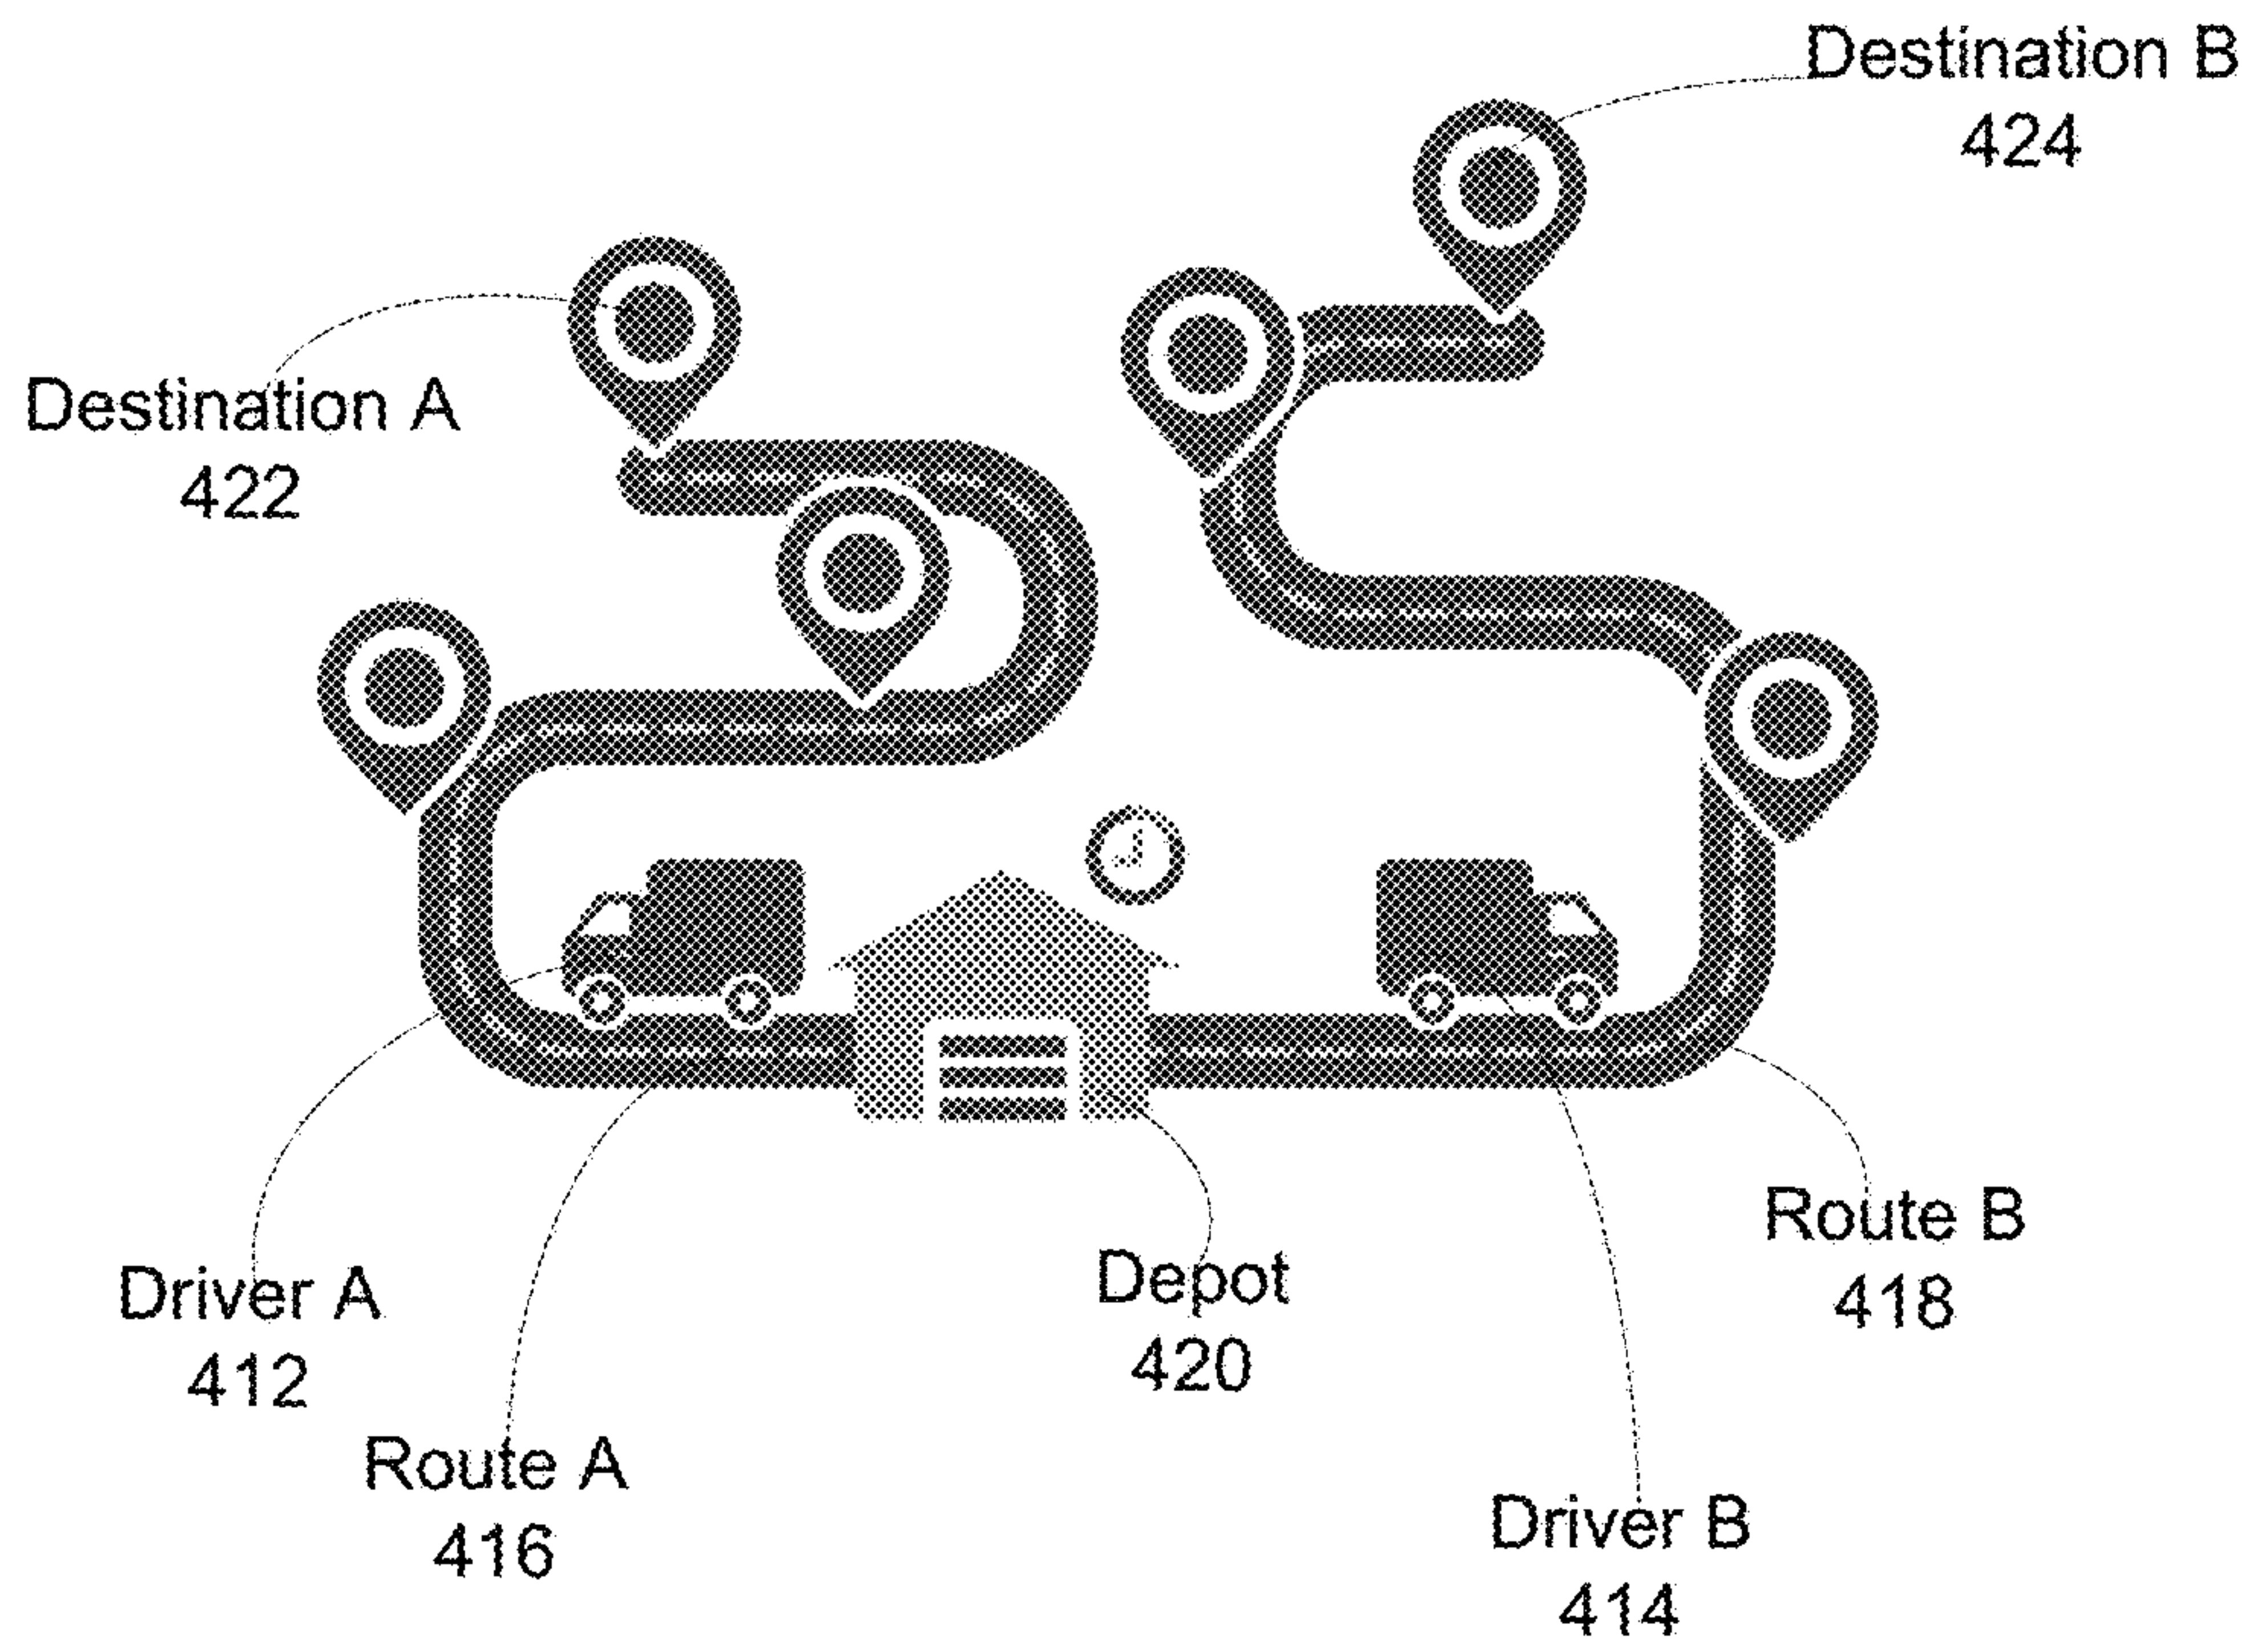 Destination B
424
Destination A
422
Route B
418
Depot
420
Driver A
412
Route A
416
Driver B
414